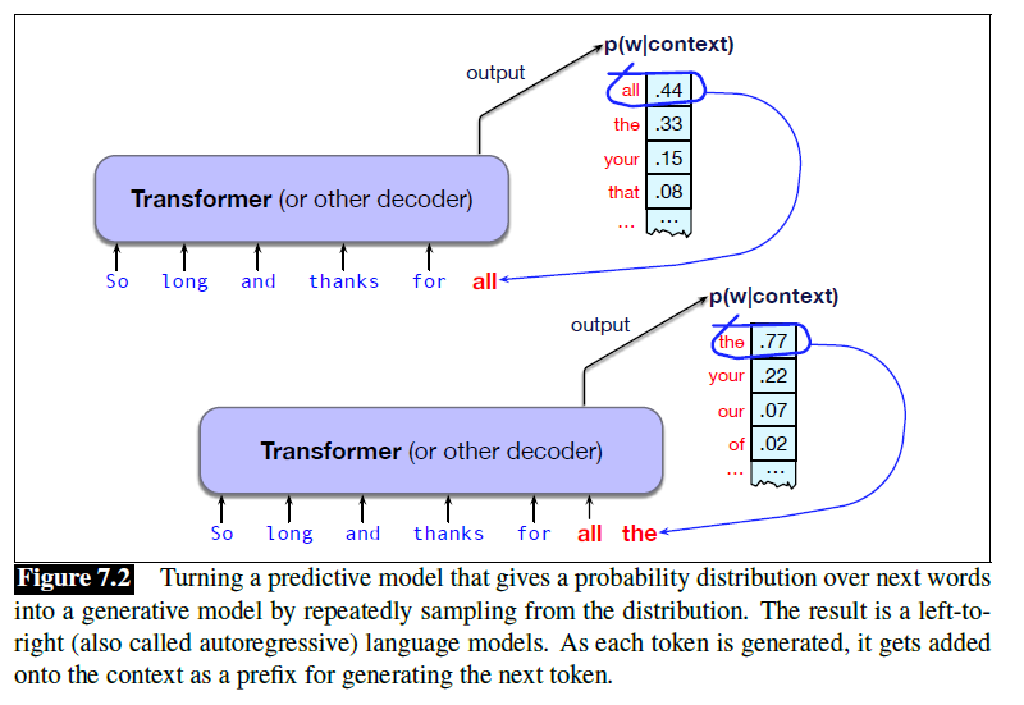 p(w|context)
output
all .44
the .33
your .15
that .08
... ...
Transformer (or other decoder)
So long and thanks for all
p(w|context)
output
the .77
your .22
our .07
of .02
... ...
Transformer (or other decoder)
So long and thanks for all the
Figure 7.2 Turning a predictive model that gives a probability distribution over next words
into a generative model by repeatedly sampling from the distribution. The result is a left-to-
right (also called autoregressive) language models. As each token is generated, it gets added
onto the context as a prefix for generating the next token.